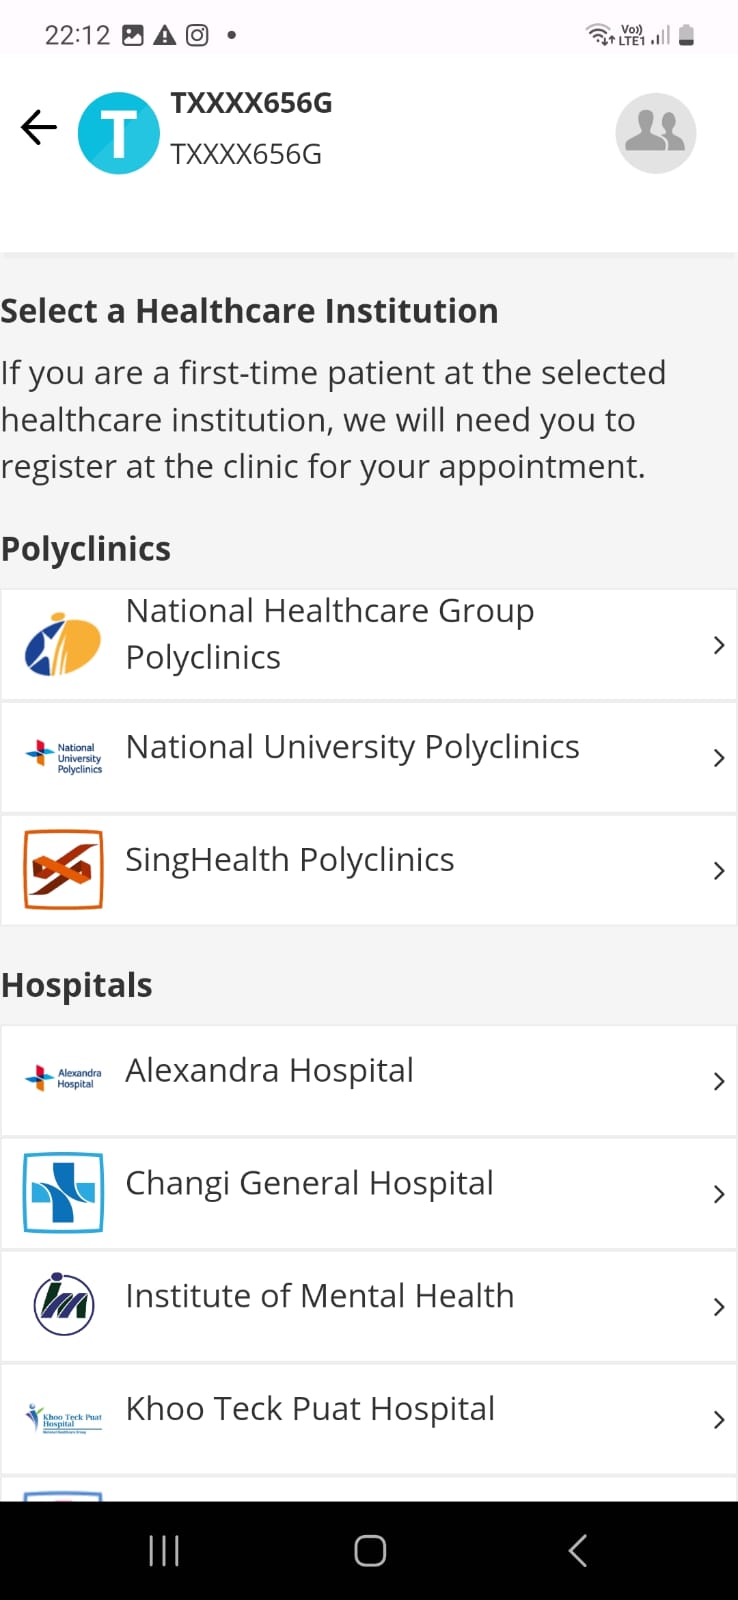 22:12
Vo))
LTE1
T
TXXXX656G
TXXXX656G
Select a Healthcare Institution
If you are a first-time patient at the selected
healthcare institution, we will need you to
register at the clinic for your appointment.
Polyclinics
National Healthcare Group
Polyclinics
National
University
Polyclinics
National University Polyclinics
SingHealth Polyclinics
Hospitals
Alexandra
Hospital
Alexandra Hospital
Changi General Hospital
Institute of Mental Health
Khoo Teck Puat
Hospital
Khoo Teck Puat Hospital